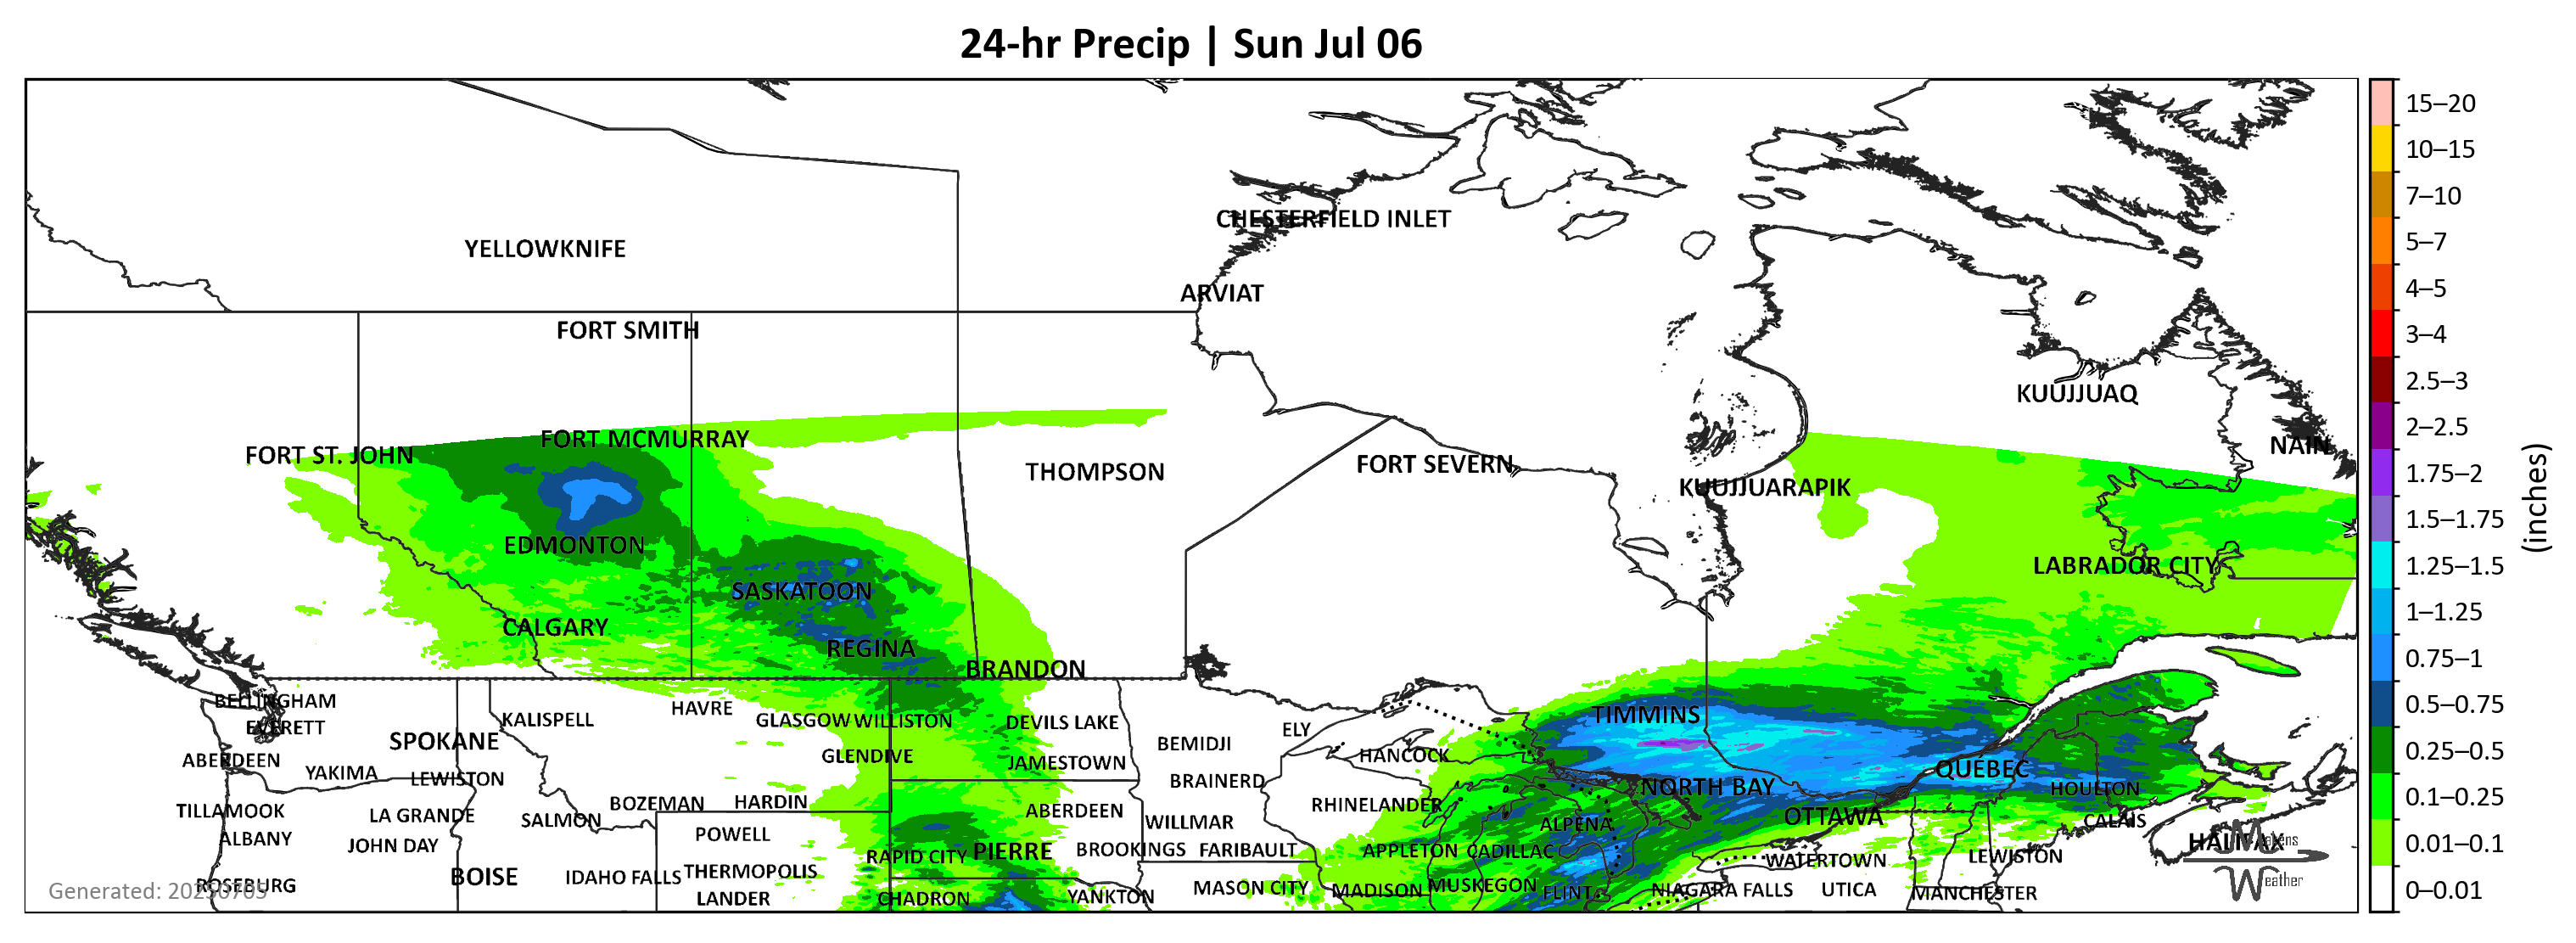 24-hr Precip | Sun Jul 06
CHESTERFIELD INLET
YELLOWKNIFE
ARVIAT
FORT SMITH
KUUJJUAQ
FORT MCMURRAY
NAIN
FORT ST. JOHN
FORT SEVERN
THOMPSON
KUUJJUARAPIK
EDMONTON
LABRADOR CITY
SASKATOON
CALGARY
REGINA
BRANDON
BELLINGHAM
HAVRE
TIMMINS
KALISPELL
GLASGOW
WILLISTON
DEVILS LAKE
EVERETT
ELY
SPOKANE
BEMIDJI
GLENDIVE
HANCOCK
ABERDEEN
JAMESTOWN
QUÉBEC
YAKIMA
LEWISTON
BRAINERD
NORTH BAY
HOULTON
BOZEMAN
HARDIN
RHINELANDER
TILLAMOOK
LA GRANDE
SALMON
ABERDEEN
WILLMAR
ALPENA
OTTAWA
CALAIS
ALBANY
JOHN DAY
POWELL
HALIFAX
RAPID CITY
PIERRE
BROOKINGS
FARIBAULT
APPLETON
CADILLAC
WATERTOWN
LEWISTON
BOISE
IDAHO FALLS
THERMOPOLIS
ROSEBURG
Generated: 20250705
LANDER
CHADRON
YANKTON
MASON CITY
MADISON
MUSKEGON
FLINT
NIAGARA FALLS
UTICA
MANCHESTER
Mavens
Weather
15–20
10–15
7–10
5–7
4–5
3–4
2.5–3
2–2.5
1.75–2
1.5–1.75
1.25–1.5
1–1.25
0.75–1
0.5–0.75
0.25–0.5
0.1–0.25
0.01–0.1
0–0.01
(inches)